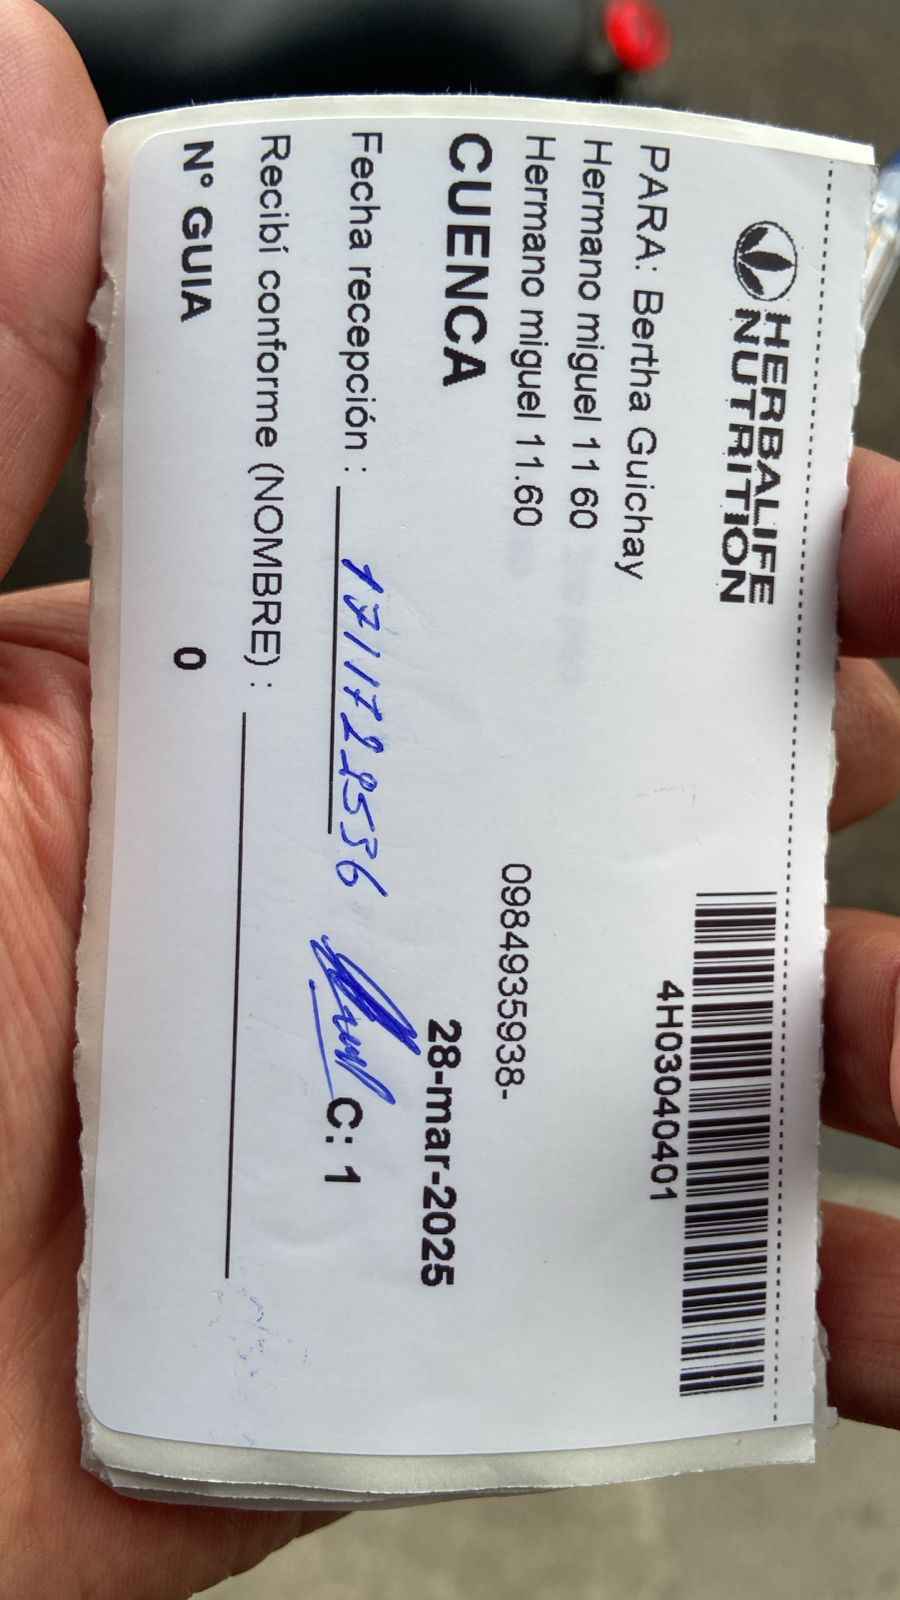 HERBALIFE
NUTRITION
4H03040401
PARA: Bertha Guichay
Hermano miguel 11 60
Hermano miguel 11.60
0984935938-
CUENCA
28-mar-2025
Fecha recepción : 1711722536
C: 1
Recibí conforme (NOMBRE) :
N° GUIA 0